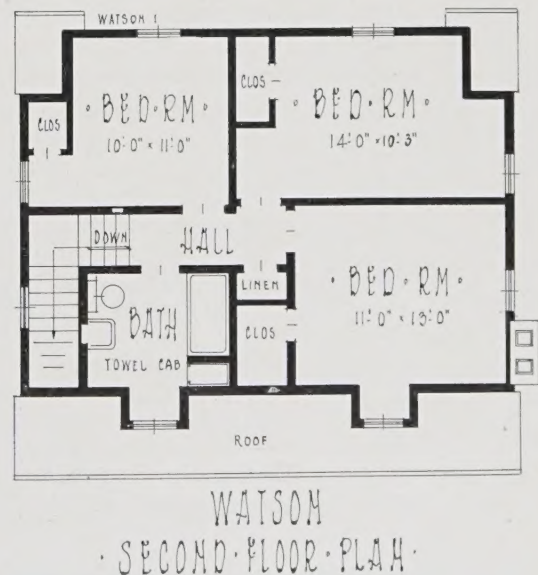 WATSON 1
CLOS
· BED·RM ·
10'-0" × 11'-0"
CLOS
· BED·RM ·
14'-0" × 10'-3"
DOWN
HALL
LINEN
· BED·RM ·
11'-0" × 13'-0"
BATH
TOWEL CAB
CLOS
ROOF
WATSON
· SECOND · FLOOR · PLAN ·